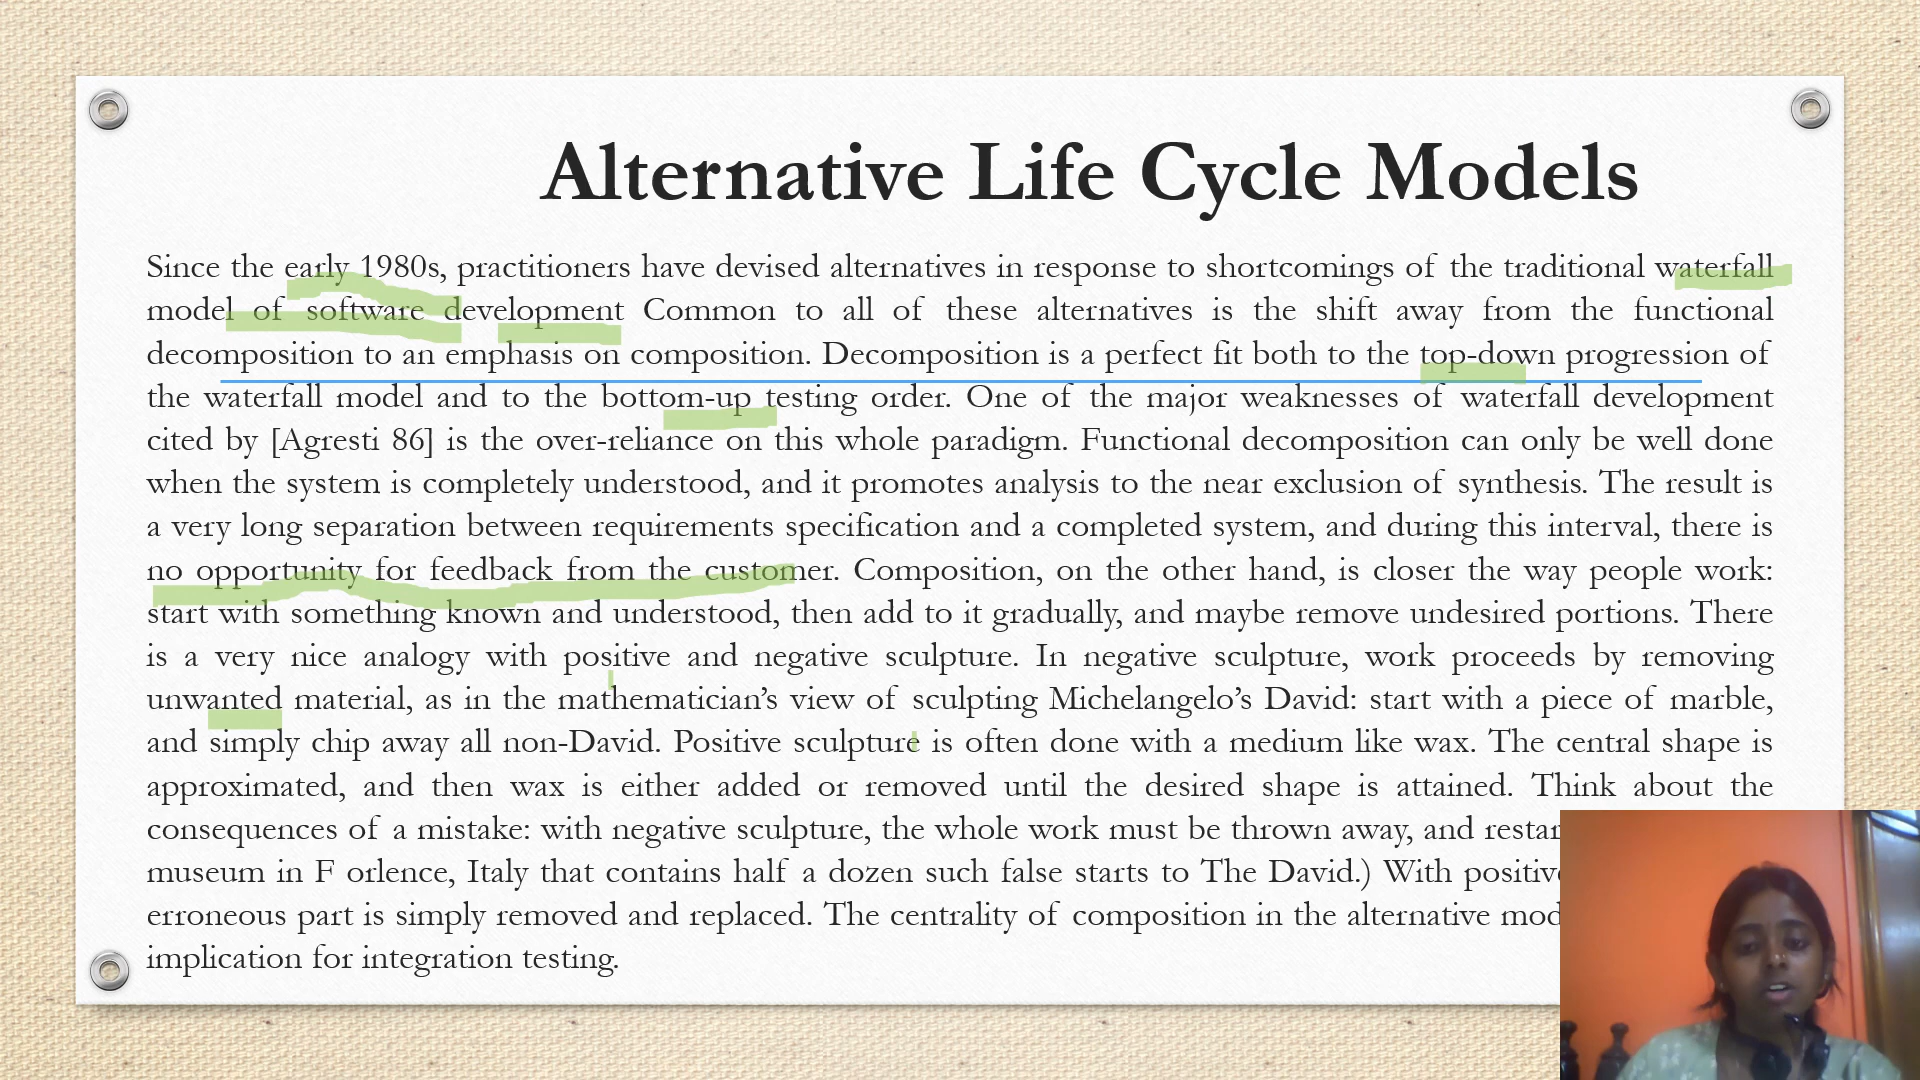 Alternative Life Cycle Models
Since the early 1980s, practitioners have devised alternatives in response to shortcomings of the traditional waterfall
model of software development Common to all of these alternatives is the shift away from the functional
decomposition to an emphasis on composition. Decomposition is a perfect fit both to the top-down progression of
the waterfall model and to the bottom-up testing order. One of the major weaknesses of waterfall development
cited by [Agresti 86] is the over-reliance on this whole paradigm. Functional decomposition can only be well done
when the system is completely understood, and it promotes analysis to the near exclusion of synthesis. The result is
a very long separation between requirements specification and a completed system, and during this interval, there is
no opportunity for feedback from the customer. Composition, on the other hand, is closer the way people work:
start with something known and understood, then add to it gradually, and maybe remove undesired portions. There
is a very nice analogy with positive and negative sculpture. In negative sculpture, work proceeds by removing
unwanted material, as in the mathematician’s view of sculpting Michelangelo’s David: start with a piece of marble,
and simply chip away all non-David. Positive sculpture is often done with a medium like wax. The central shape is
approximated, and then wax is either added or removed until the desired shape is attained. Think about the
consequences of a mistake: with negative sculpture, the whole work must be thrown away, and
museum in F orlence, Italy that contains half a dozen such false starts to The David.) With
erroneous part is simply removed and replaced. The centrality of composition in the alternative
implication for integration testing.